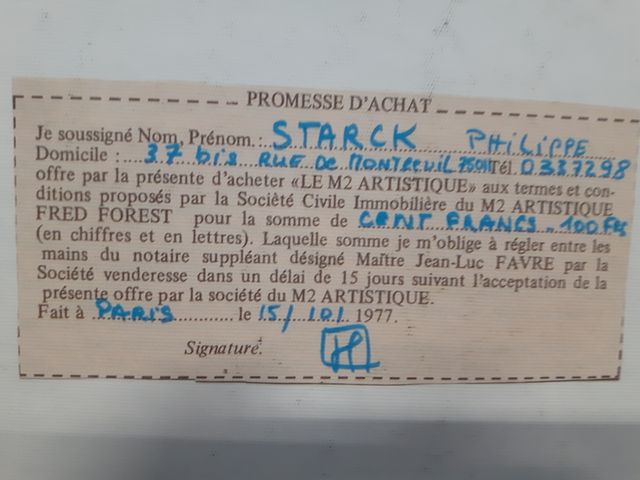 PROMESSE D'ACHAT
Je soussigné Nom, Prénom : STARCK PHILIPPE
Domicile : 37 bis RUE DE MONTREUIL 75011 Tél. 0337298
offre par la présente d'acheter «LE M2 ARTISTIQUE» aux termes et con-
ditions proposés par la Société Civile Immobilière du M2 ARTISTIQUE
FRED FOREST pour la somme de CENT FRANCS - 100 Frs
(en chiffres et en lettres). Laquelle somme je m'oblige à régler entre les
mains du notaire suppléant désigné Maître Jean-Luc FAVRE par la
Société venderesse dans un délai de 15 jours suivant l'acceptation de la
présente offre par la société du M2 ARTISTIQUE.
Fait à PARIS le 15/10/ 1977.
Signature: